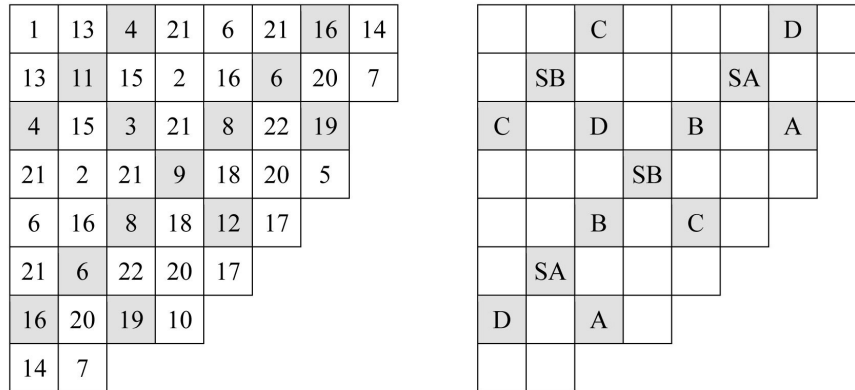 1 13 4 21 6 21 16 14
13 11 15 2 16 6 20 7
4 15 3 21 8 22 19
21 2 21 9 18 20 5
6 16 8 18 12 17
21 6 22 20 17
16 20 19 10
14 7
C D
SB SA
C D B A
SB
B C
SA
D A